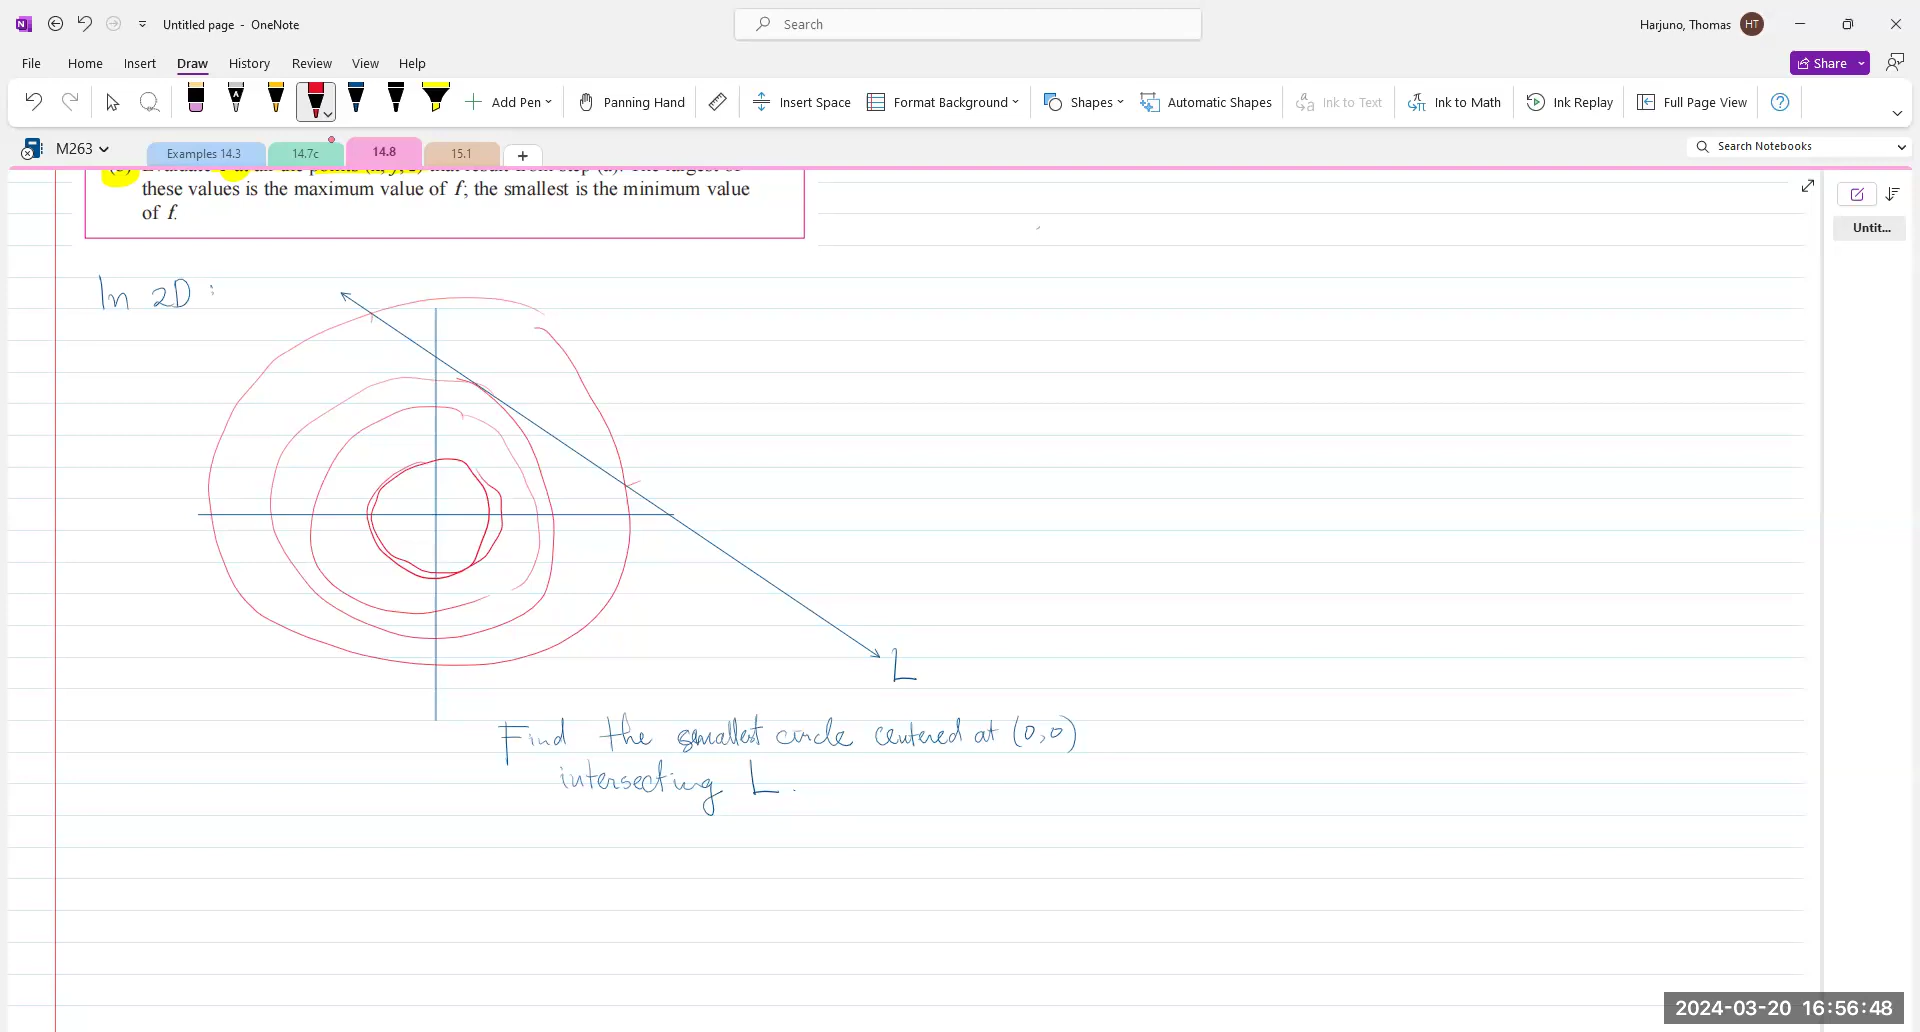 Untitled page - OneNote
Search
Harjuno, Thomas HT
File Home Insert Draw History Review View Help
Share
Add Pen Panning Hand Insert Space Format Background Shapes Automatic Shapes Ink to Text Ink to Math Ink Replay Full Page View
M263 Examples 14.3 14.7c 14.8 15.1 +
Search Notebooks
these values is the maximum value of f; the smallest is the minimum value
of f.
Untit...
In 2D :
L
Find the smallest circle centered at (0,0)
intersecting L.
2024-03-20 16:56:48